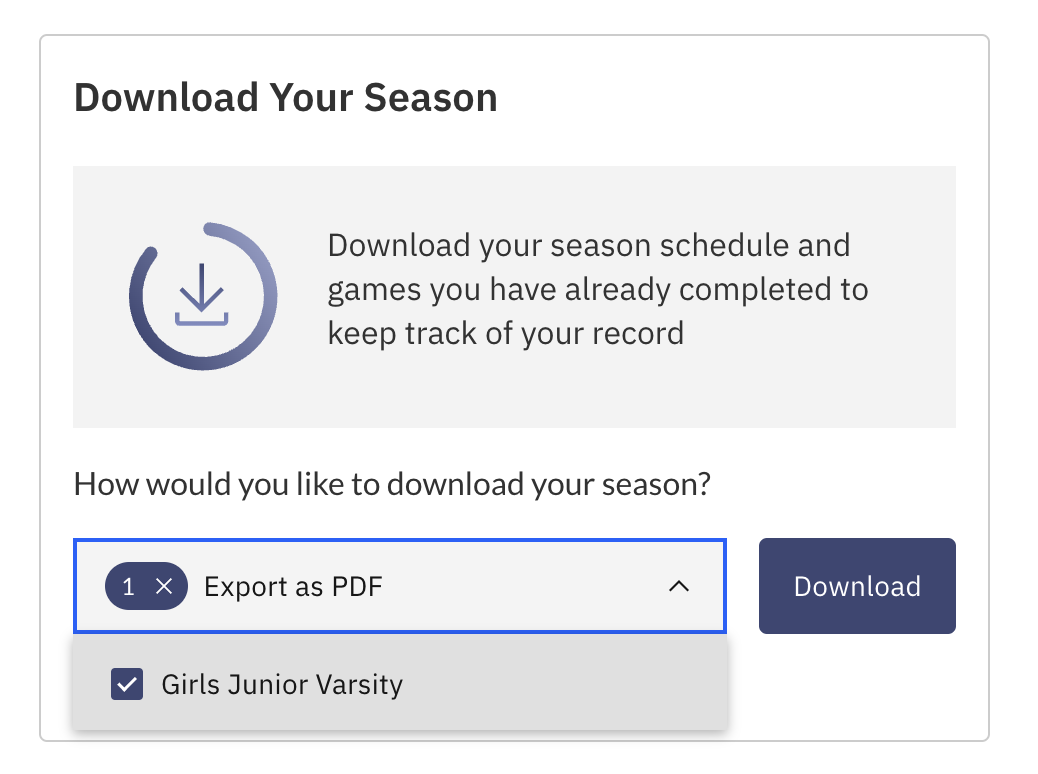 Download Your Season
Download your season schedule and
games you have already completed to
keep track of your record
How would you like to download your season?
1 Export as PDF
Download
Girls Junior Varsity